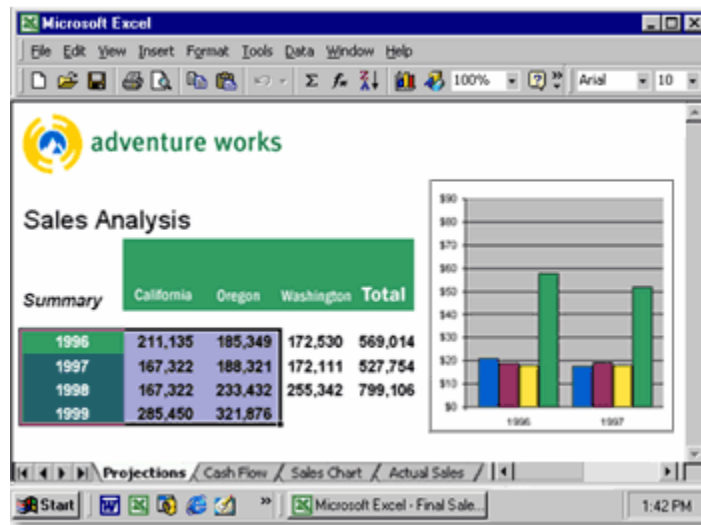 Microsoft Excel
File Edit View Insert Format Tools Data Window Help
Σ 100% Arial 10
adventure works
Sales Analysis
Summary California Oregon Washington Total
1996 211,135 185,349 172,530 569,014
1997 167,322 188,321 172,111 527,754
1998 167,322 233,432 255,342 799,106
1999 285,450 321,876
$90
$80
$70
$60
$50
$40
$30
$20
$10
$0
1996 1997
Projections Cash Flow Sales Chart Actual Sales
Start Microsoft Excel - Final Sale... 1:42 PM